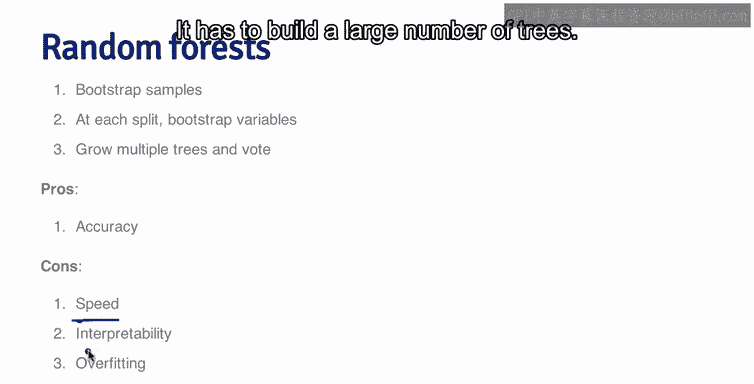 It has to build a large number of trees.
Random forests
1. Bootstrap samples
2. At each split, bootstrap variables
3. Grow multiple trees and vote
Pros:
1. Accuracy
Cons:
1. Speed
2. Interpretability
3. Overfitting